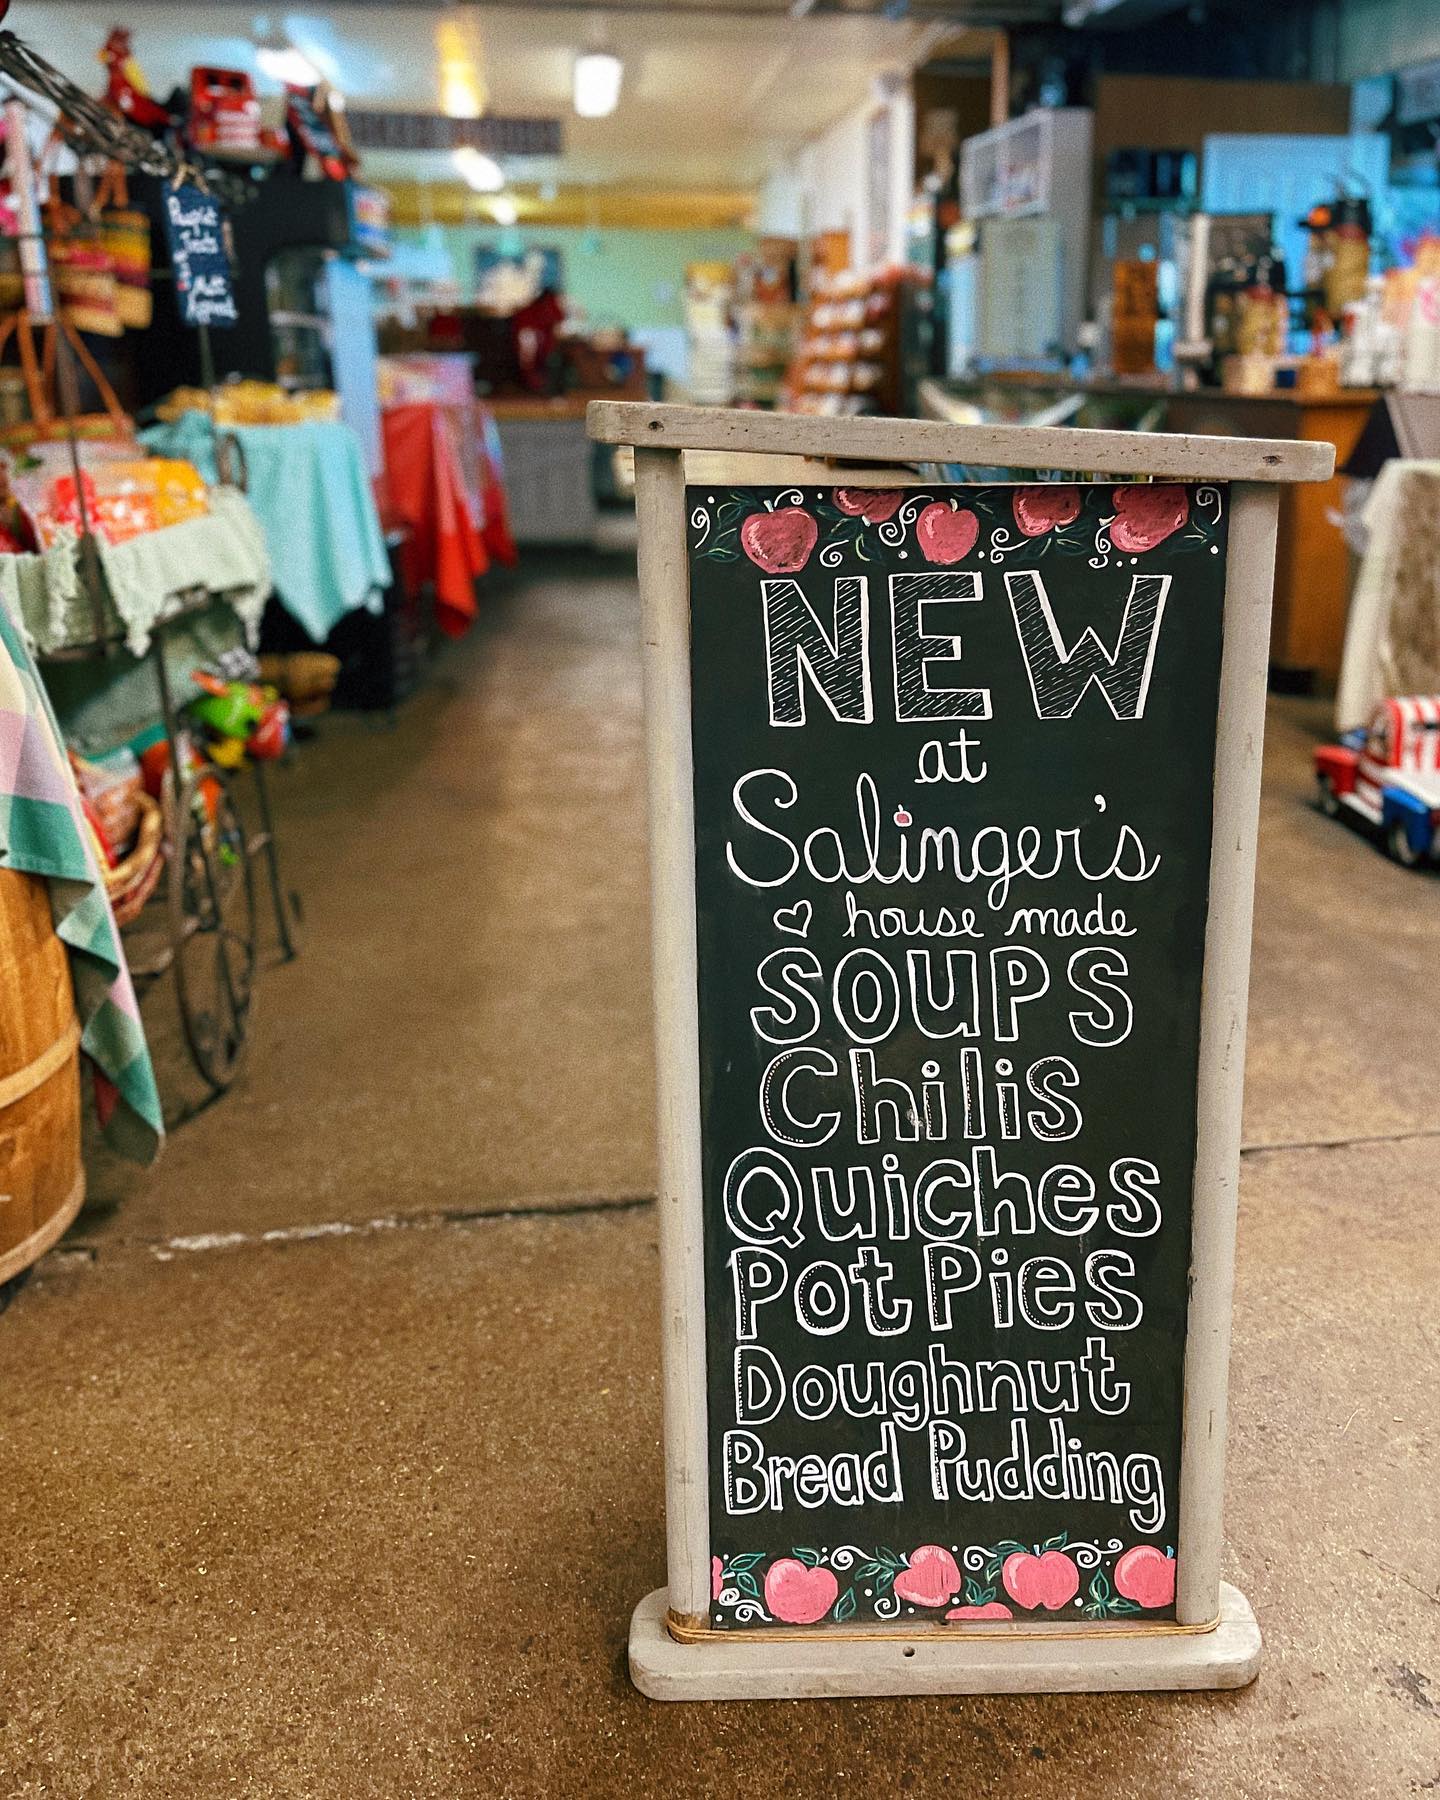 NEW
at
Salinger's
house made
SOUPS
Chilis
Quiches
Pot Pies
Doughnut
Bread Pudding